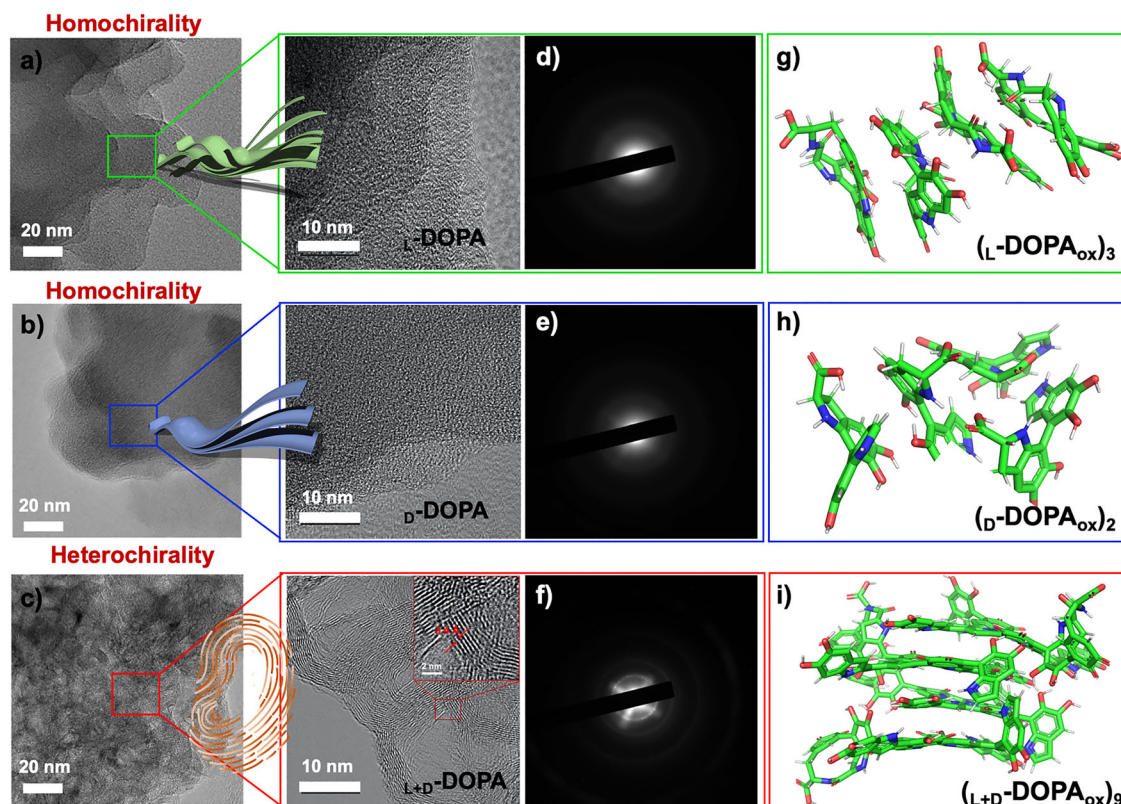 Homochirality
a)
20 nm
10 nm
L-DOPA
d)
g)
(L-DOPAox)3
Homochirality
b)
20 nm
10 nm
D-DOPA
e)
h)
(D-DOPAox)2
Heterochirality
c)
20 nm
2 nm
10 nm
L+D-DOPA
f)
i)
(L+D-DOPAox)9